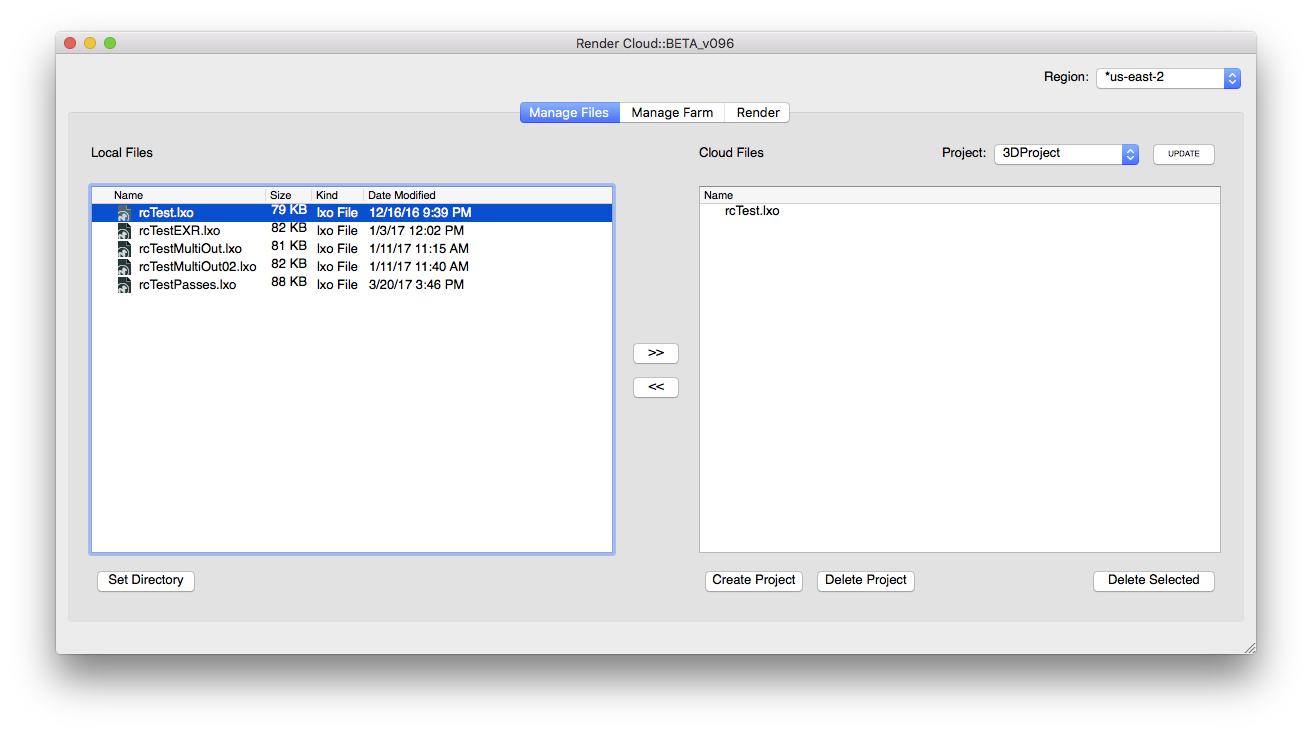 Render Cloud::BETA_v096
Region: *us-east-2
Manage Files Manage Farm Render
Local Files Cloud Files Project: 3DProject UPDATE
Name Size Kind Date Modified Name
rcTest.lxo 79 KB lxo File 12/16/16 9:39 PM rcTest.lxo
rcTestEXR.lxo 82 KB lxo File 1/3/17 12:02 PM
rcTestMultiOut.lxo 81 KB lxo File 1/11/17 11:15 AM
rcTestMultiOut02.lxo 82 KB lxo File 1/11/17 11:40 AM
rcTestPasses.lxo 88 KB lxo File 3/20/17 3:46 PM
>>
<<
Set Directory Create Project Delete Project Delete Selected